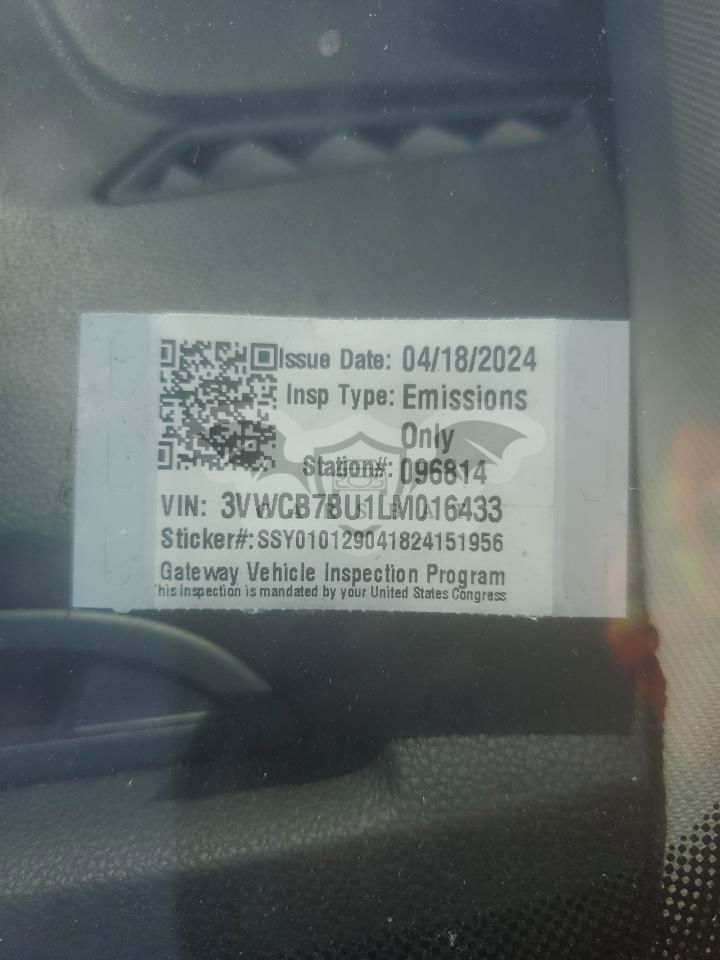 Issue Date: 04/18/2024
Insp Type: Emissions
Only
Station#: 096814
VIN: 3VWCB7BU1LM016433
Sticker#: SSY010129041824151956
Gateway Vehicle Inspection Program
his Inspection is mandated by your United States Congress